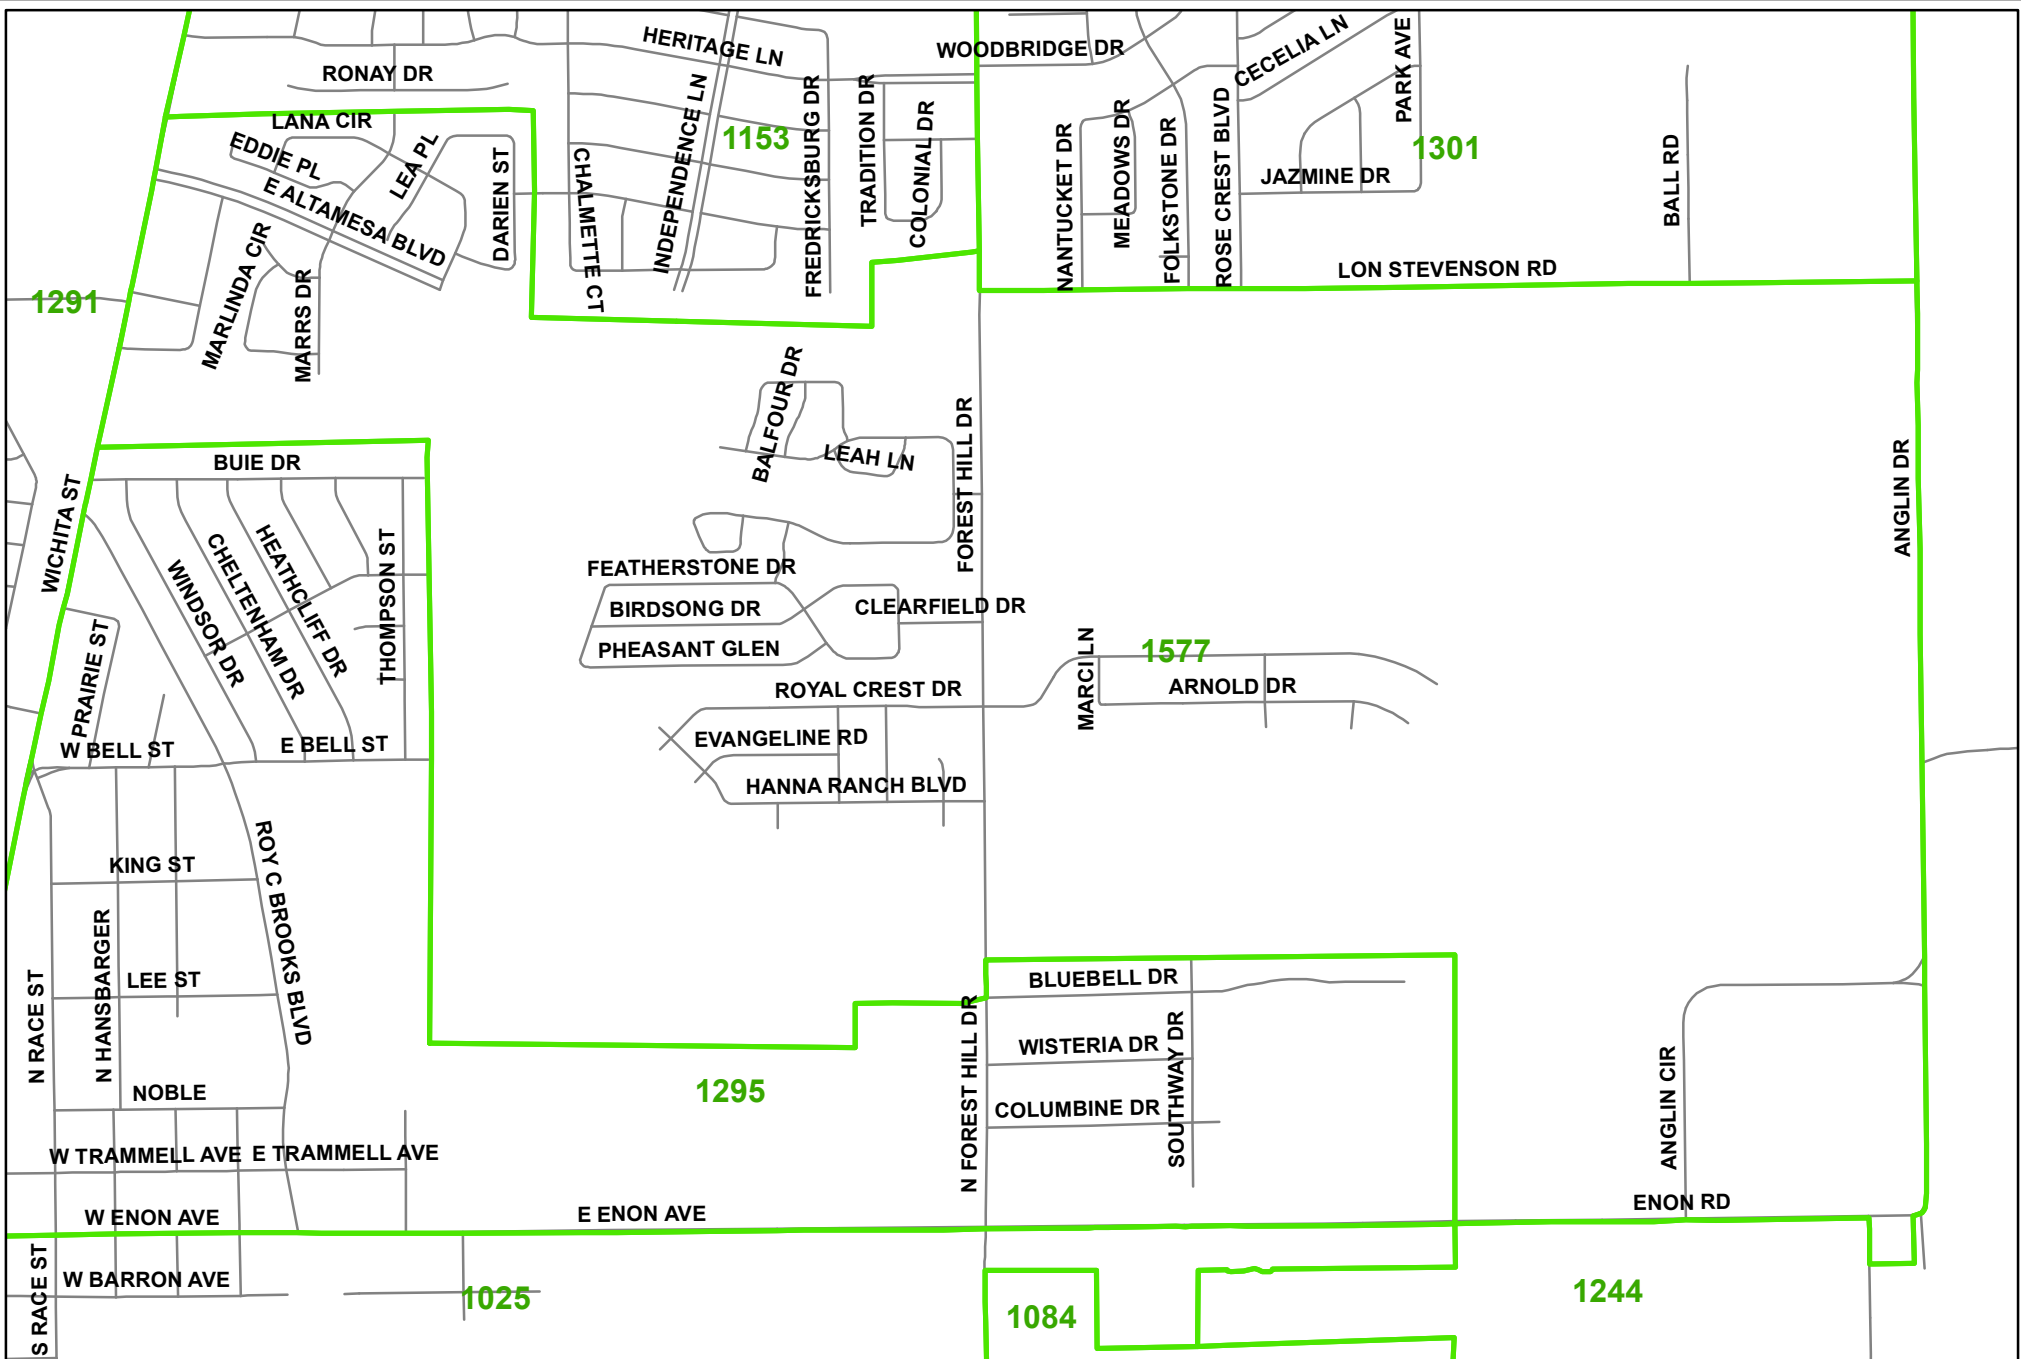 HERITAGE LN
WOODBRIDGE DR
CECELIA LN
PARK AVE
RONAY DR
INDEPENDENCE LN
FREDRICKSBURG DR
TRADITION DR
COLONIAL DR
1153
1301
LANA CIR
EDDIE PL
LEA PL
E ALTAMESA BLVD
DARIEN ST
CHALMETTE CT
NANTUCKET DR
MEADOWS DR
FOLKSTONE DR
ROSE CREST BLVD
JAZMINE DR
BALL RD
LON STEVENSON RD
1291
MARLINDA CIR
MARRS DR
BALFOUR DR
LEAH LN
FOREST HILL DR
ANGLIN DR
BUIE DR
WICHITA ST
WINDSOR DR
CHELTENHAM DR
HEATHCLIFF DR
THOMPSON ST
FEATHERSTONE DR
BIRDSONG DR
CLEARFIELD DR
PHEASANT GLEN
PRAIRIE ST
ROYAL CREST DR
MARCI LN
1577
ARNOLD DR
W BELL ST
E BELL ST
EVANGELINE RD
HANNA RANCH BLVD
ROY C BROOKS BLVD
KING ST
N HANSBARGER
LEE ST
N RACE ST
BLUEBELL DR
N FOREST HILL DR
WISTERIA DR
SOUTHWAY DR
COLUMBINE DR
ANGLIN CIR
NOBLE
1295
W TRAMMELL AVE
E TRAMMELL AVE
W ENON AVE
E ENON AVE
ENON RD
S RACE ST
W BARRON AVE
1025
1084
1244